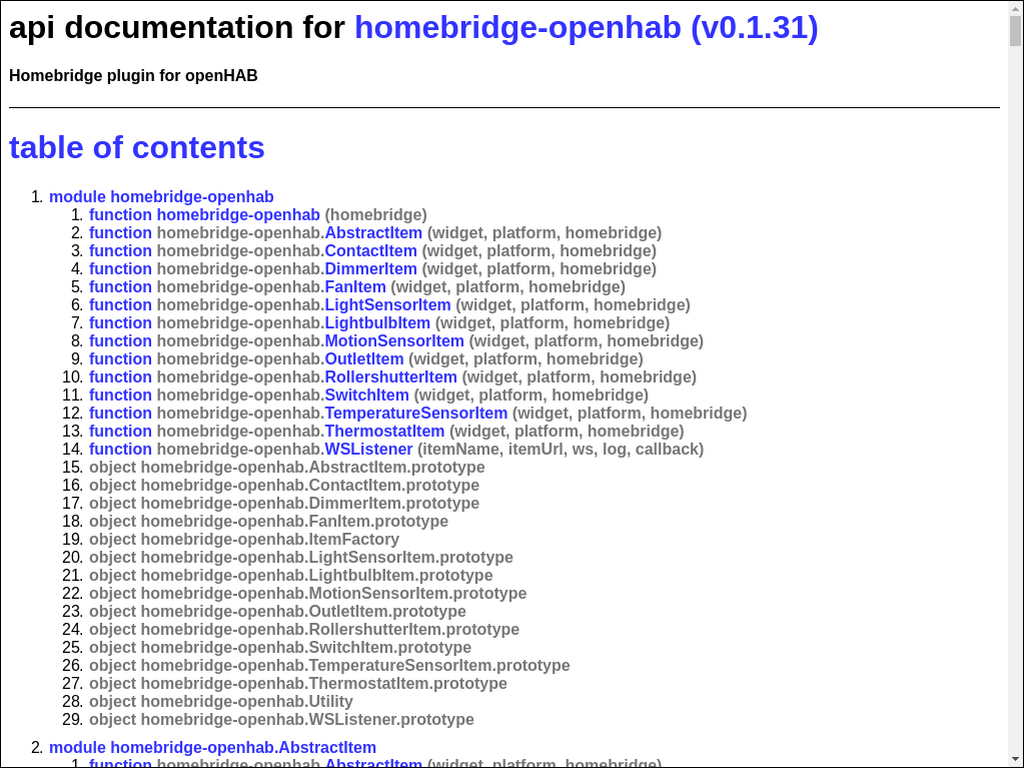 api documentation for homebridge-openhab (v0.1.31)
Homebridge plugin for openHAB
table of contents
1. module homebridge-openhab
1. function homebridge-openhab (homebridge)
2. function homebridge-openhab.AbstractItem (widget, platform, homebridge)
3. function homebridge-openhab.ContactItem (widget, platform, homebridge)
4. function homebridge-openhab.DimmerItem (widget, platform, homebridge)
5. function homebridge-openhab.FanItem (widget, platform, homebridge)
6. function homebridge-openhab.LightSensorItem (widget, platform, homebridge)
7. function homebridge-openhab.LightbulbItem (widget, platform, homebridge)
8. function homebridge-openhab.MotionSensorItem (widget, platform, homebridge)
9. function homebridge-openhab.OutletItem (widget, platform, homebridge)
10. function homebridge-openhab.RollershutterItem (widget, platform, homebridge)
11. function homebridge-openhab.SwitchItem (widget, platform, homebridge)
12. function homebridge-openhab.TemperatureSensorItem (widget, platform, homebridge)
13. function homebridge-openhab.ThermostatItem (widget, platform, homebridge)
14. function homebridge-openhab.WSListener (itemName, itemUrl, ws, log, callback)
15. object homebridge-openhab.AbstractItem.prototype
16. object homebridge-openhab.ContactItem.prototype
17. object homebridge-openhab.DimmerItem.prototype
18. object homebridge-openhab.FanItem.prototype
19. object homebridge-openhab.ItemFactory
20. object homebridge-openhab.LightSensorItem.prototype
21. object homebridge-openhab.LightbulbItem.prototype
22. object homebridge-openhab.MotionSensorItem.prototype
23. object homebridge-openhab.OutletItem.prototype
24. object homebridge-openhab.RollershutterItem.prototype
25. object homebridge-openhab.SwitchItem.prototype
26. object homebridge-openhab.TemperatureSensorItem.prototype
27. object homebridge-openhab.ThermostatItem.prototype
28. object homebridge-openhab.Utility
29. object homebridge-openhab.WSListener.prototype
2. module homebridge-openhab.AbstractItem
1. function homebridge-openhab.AbstractItem (widget, platform, homebridge)